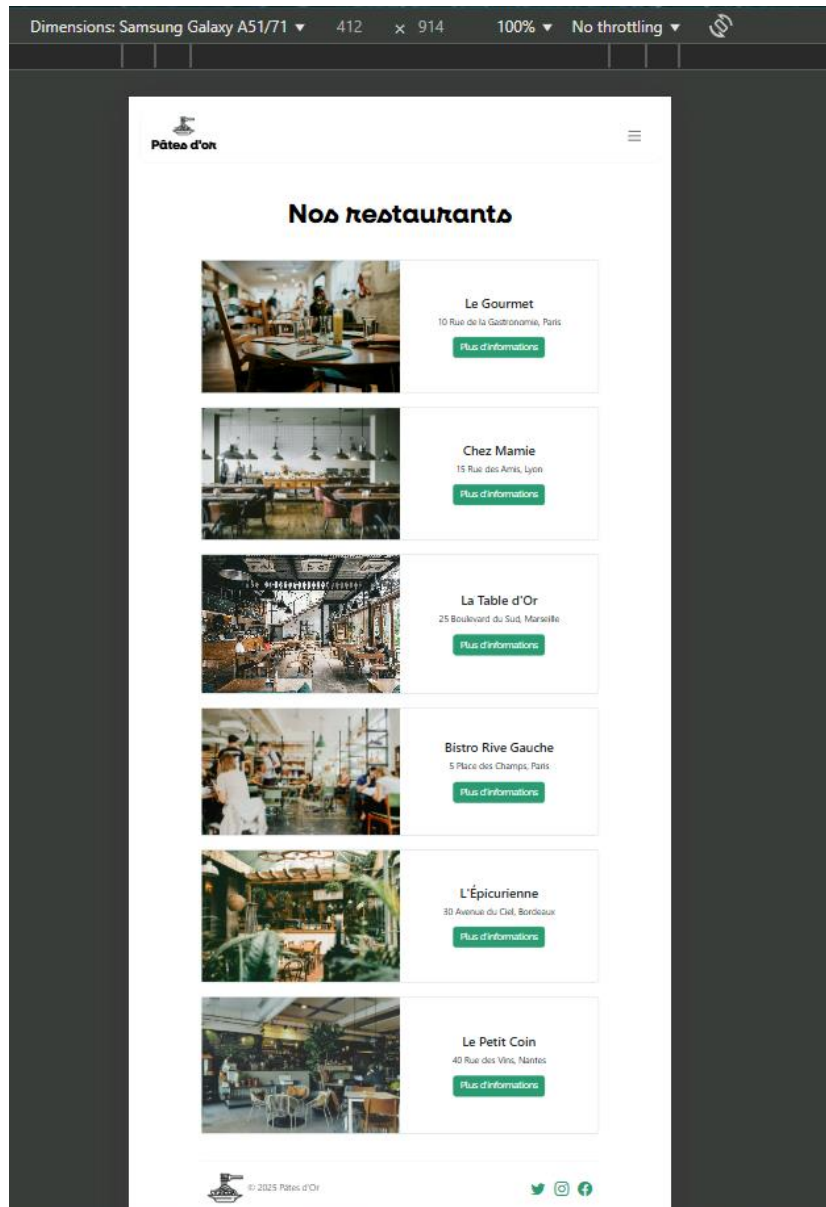 Dimensions: Samsung Galaxy A51/71 ▼ 412 × 914 100% ▼ No throttling ▼
Pâtes d'or
Nos restaurants
Le Gourmet
10 Rue de la Gastronomie, Paris
Plus d'informations
Chez Mamie
15 Rue des Amis, Lyon
Plus d'informations
La Table d'Or
25 Boulevard du Sud, Marseille
Plus d'informations
Bistro Rive Gauche
5 Place des Champs, Paris
Plus d'informations
L'Épicurienne
30 Avenue du Ciel, Bordeaux
Plus d'informations
Le Petit Coin
40 Rue des Vins, Nantes
Plus d'informations
© 2025 Pâtes d'Or